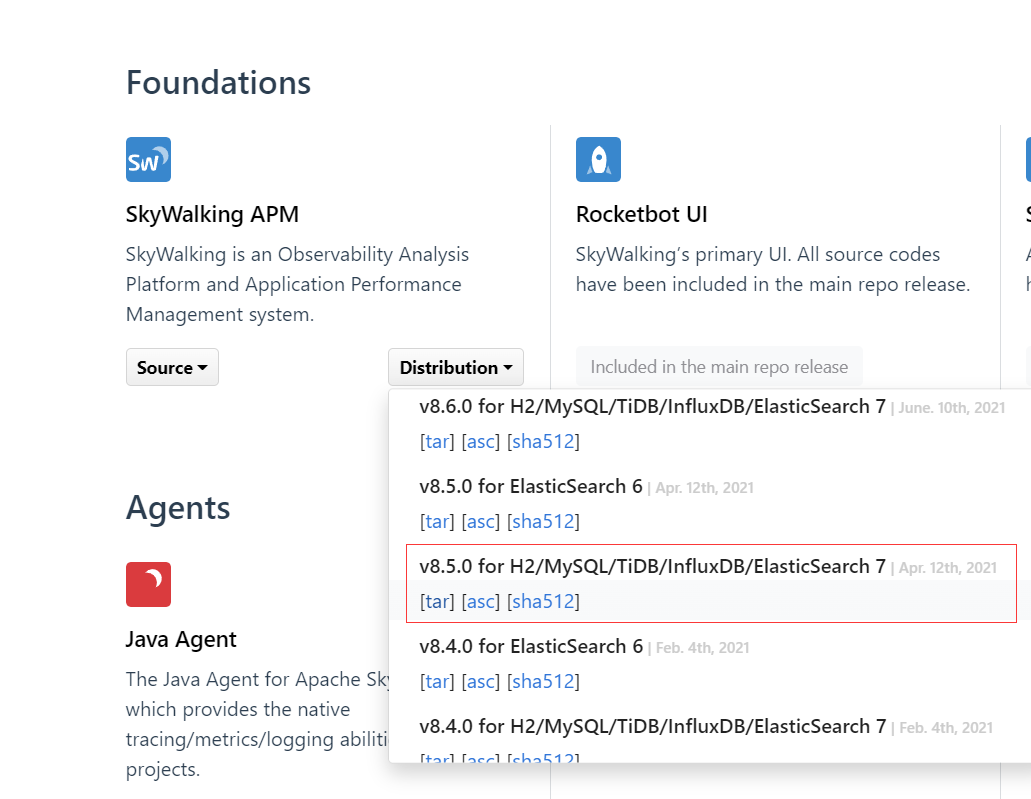 Foundations
SW
SkyWalking APM
SkyWalking is an Observability Analysis
Platform and Application Performance
Management system.
Source
Distribution
Rocketbot UI
SkyWalking's primary UI. All source codes
have been included in the main repo release.
Included in the main repo release
v8.6.0 for H2/MySQL/TiDB/InfluxDB/ElasticSearch 7 | June. 10th, 2021
[tar] [asc] [sha512]
v8.5.0 for ElasticSearch 6 | Apr. 12th, 2021
[tar] [asc] [sha512]
v8.5.0 for H2/MySQL/TiDB/InfluxDB/ElasticSearch 7 | Apr. 12th, 2021
[tar] [asc] [sha512]
v8.4.0 for ElasticSearch 6 | Feb. 4th, 2021
[tar] [asc] [sha512]
v8.4.0 for H2/MySQL/TiDB/InfluxDB/ElasticSearch 7 | Feb. 4th, 2021
[tar] [asc] [sha512]
Agents
Java Agent
The Java Agent for Apache Sky
which provides the native
tracing/metrics/logging abiliti
projects.